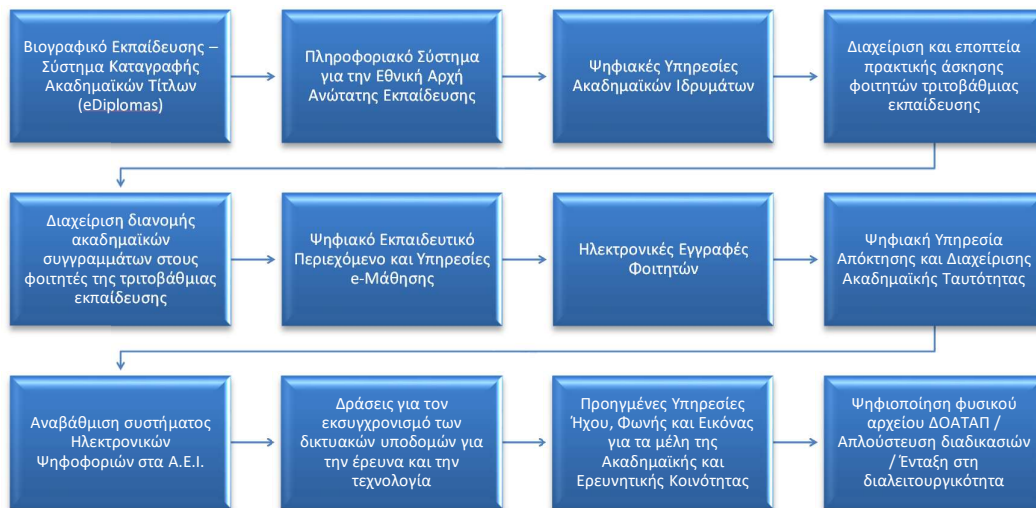 Βιογραφικό Εκπαίδευσης –
Σύστημα Καταγραφής
Ακαδημαϊκών Τίτλων
(eDiplomas)
Πληροφοριακό Σύστημα
για την Εθνική Αρχή
Ανώτατης Εκπαίδευσης
Ψηφιακές Υπηρεσίες
Ακαδημαϊκών Ιδρυμάτων
Διαχείριση και εποπτεία
πρακτικής άσκησης
φοιτητών τριτοβάθμιας
εκπαίδευσης
Διαχείριση διανομής
ακαδημαϊκών
συγγραμμάτων στους
φοιτητές της τριτοβάθμιας
εκπαίδευσης
Ψηφιακό Εκπαιδευτικό
Περιεχόμενο και Υπηρεσίες
e-Μάθησης
Ηλεκτρονικές Εγγραφές
Φοιτητών
Ψηφιακή Υπηρεσία
Απόκτησης και Διαχείρισης
Ακαδημαϊκής Ταυτότητας
Αναβάθμιση συστήματος
Ηλεκτρονικών
Ψηφοφοριών στα Α.Ε.Ι.
Δράσεις για τον
εκσυγχρονισμό των
δικτυακών υποδομών για
την έρευνα και την
τεχνολογία
Προηγμένες Υπηρεσίες
Ήχου, Φωνής και Εικόνας
για τα μέλη της
Ακαδημαϊκής και
Ερευνητικής Κοινότητας
Ψηφιοποίηση φυσικού
αρχείου ΔΟΑΤΑΠ /
Απλούστευση διαδικασιών
/ Ένταξη στη
διαλειτουργικότητα